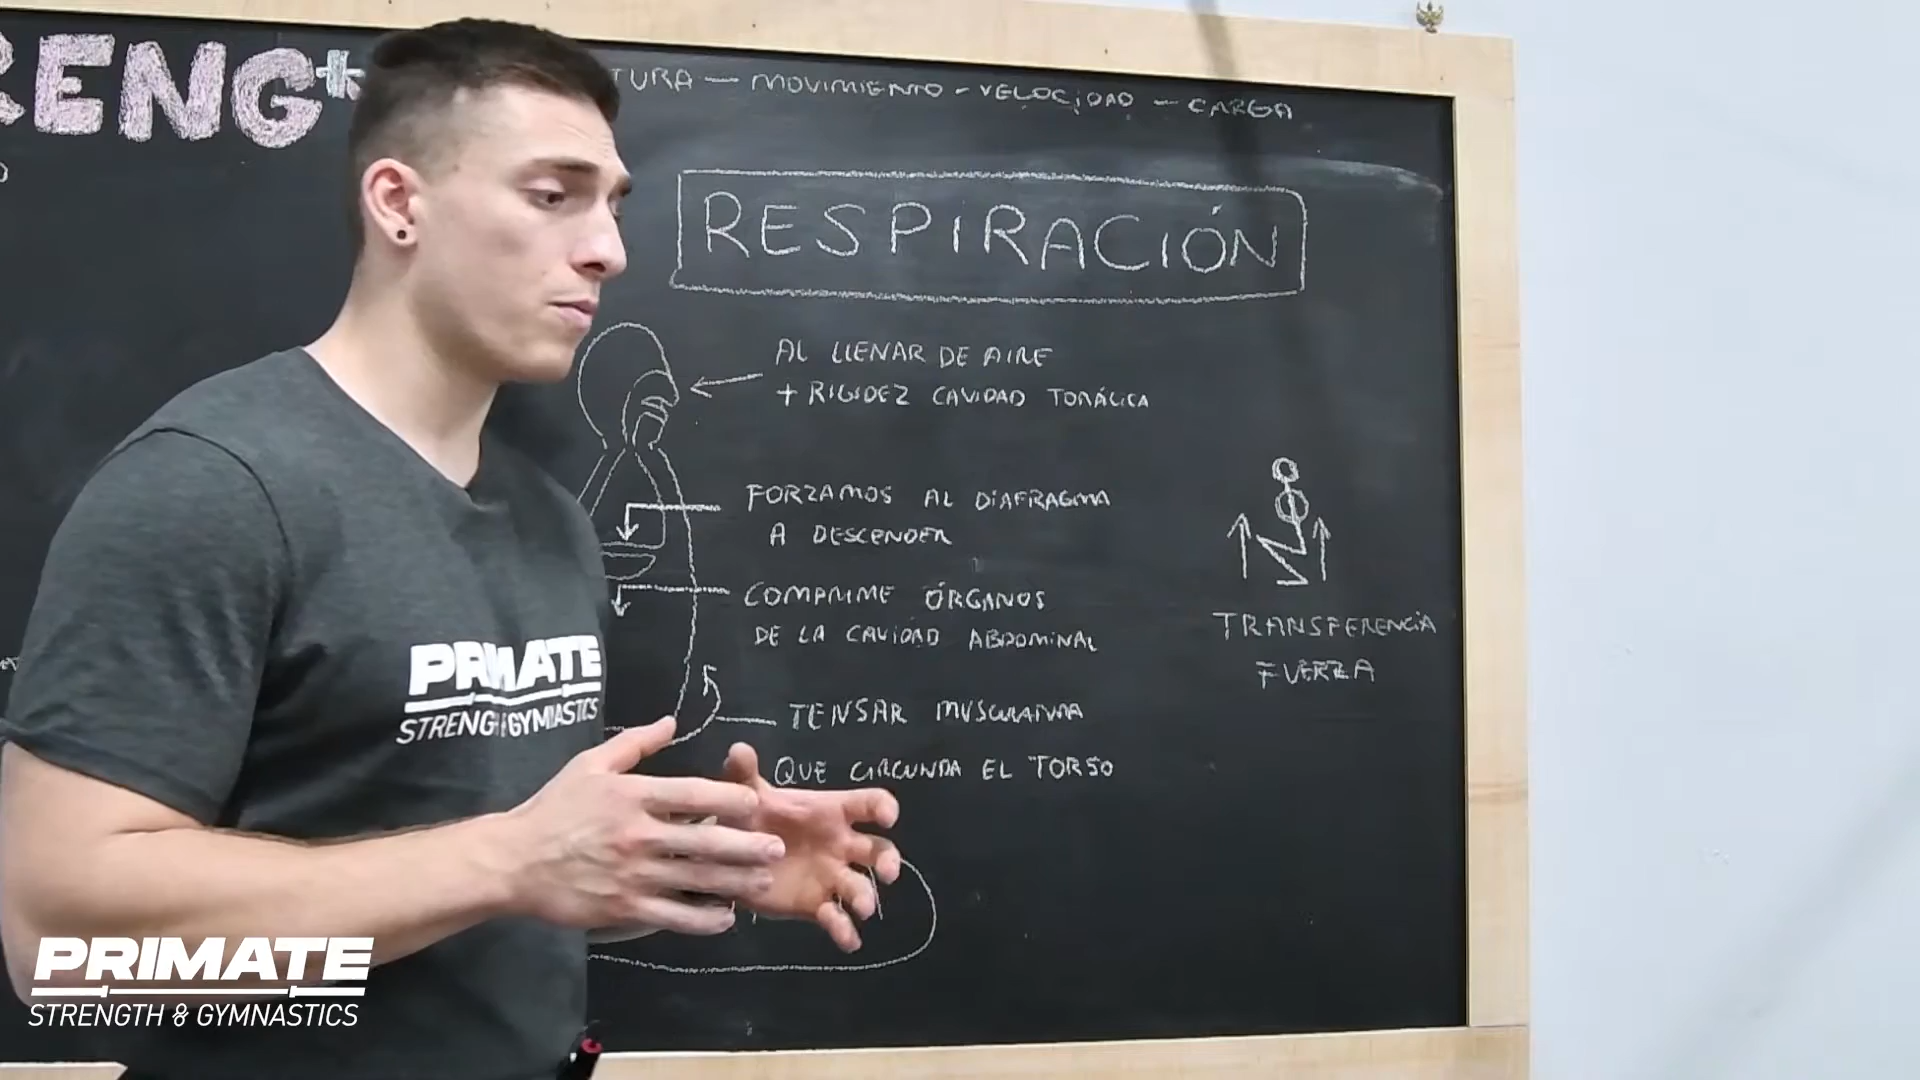 RENGth
TURA — MOVIMIENTO - VELOCIDAD - CARGA
RESPIRACIÓN
AL LLENAR DE AIRE
+ RIGIDEZ CAVIDAD TORÁCICA
FORZAMOS AL DIAFRAGMA
A DESCENDER
COMPRIME ÓRGANOS
DE LA CAVIDAD ABDOMINAL
TRANSFERENCIA
FUERZA
TENSAR MUSCULATURA
QUE CIRCUNDA EL TORSO
PRIMATE
STRENGTH & GYMNASTICS
PRIMATE
STRENGTH & GYMNASTICS